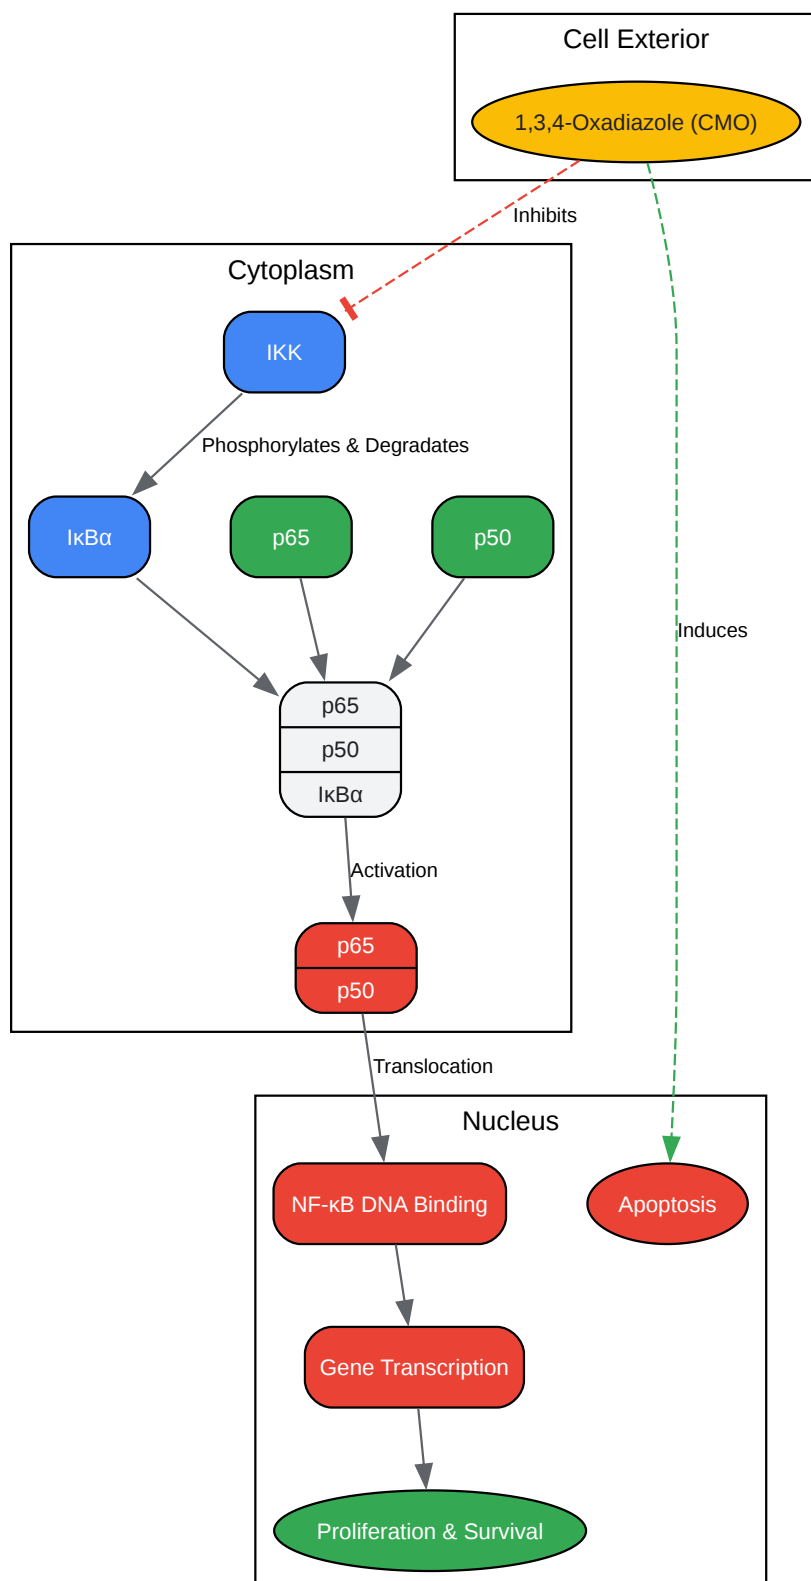 Cell Exterior
1,3,4-Oxadiazole (CMO)
Inhibits
Cytoplasm
IKK
Phosphorylates & Degradates
IκBα
p65
p50
Induces
p65
p50
IκBα
Activation
p65
p50
Translocation
Nucleus
NF-κB DNA Binding
Apoptosis
Gene Transcription
Proliferation & Survival